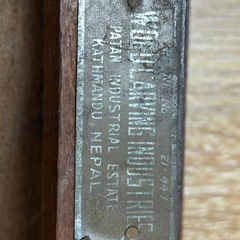 WOOD CARVING INDUSTRIES
PATAN INDUSTRIAL ESTATE
KATHMANDU NEPAL